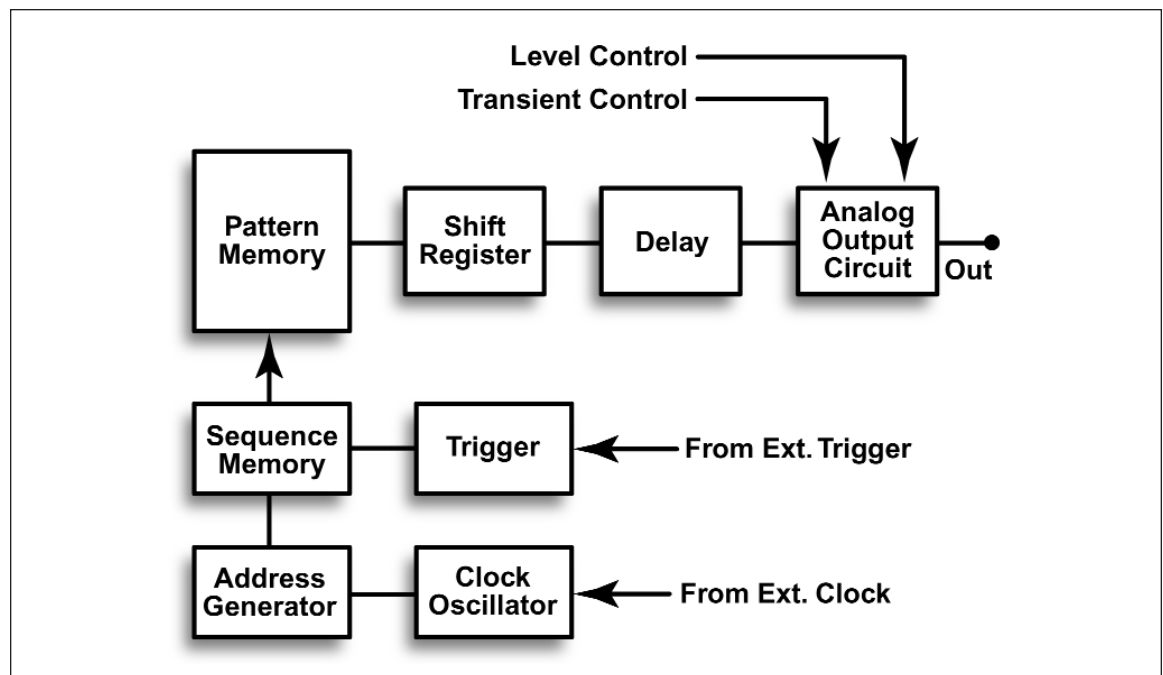 Level Control
Transient Control
Pattern
Memory
Shift
Register
Delay
Analog
Output
Circuit
Out
Sequence
Memory
Trigger
From Ext. Trigger
Address
Generator
Clock
Oscillator
From Ext. Clock